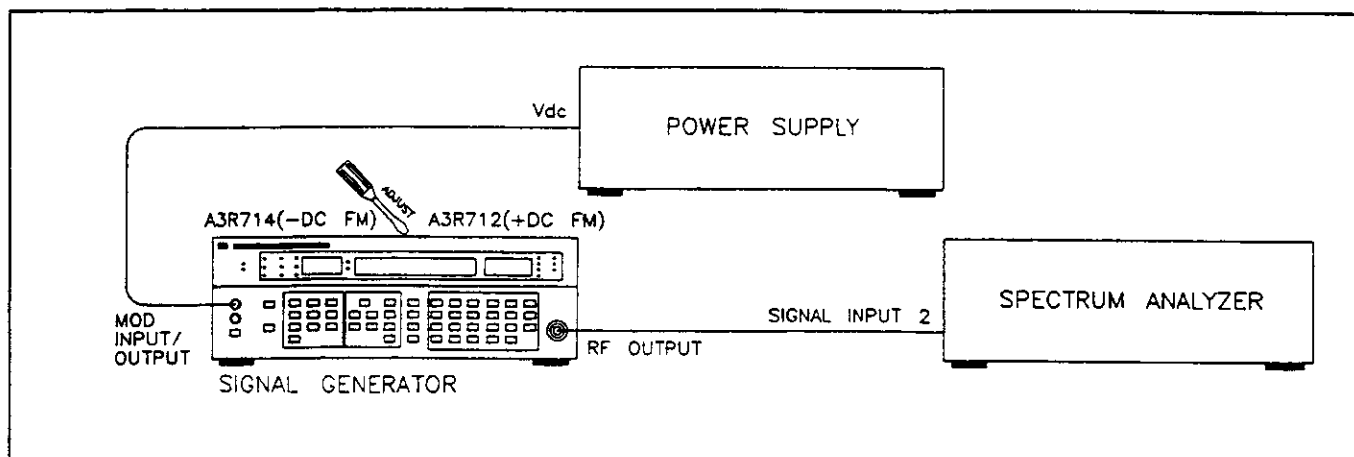 Vdc
POWER SUPPLY
ADJUST
A3R714(−DC FM) A3R712(+DC FM)
SPECTRUM ANALYZER
SIGNAL INPUT 2
MOD
INPUT/
OUTPUT
RF OUTPUT
SIGNAL GENERATOR